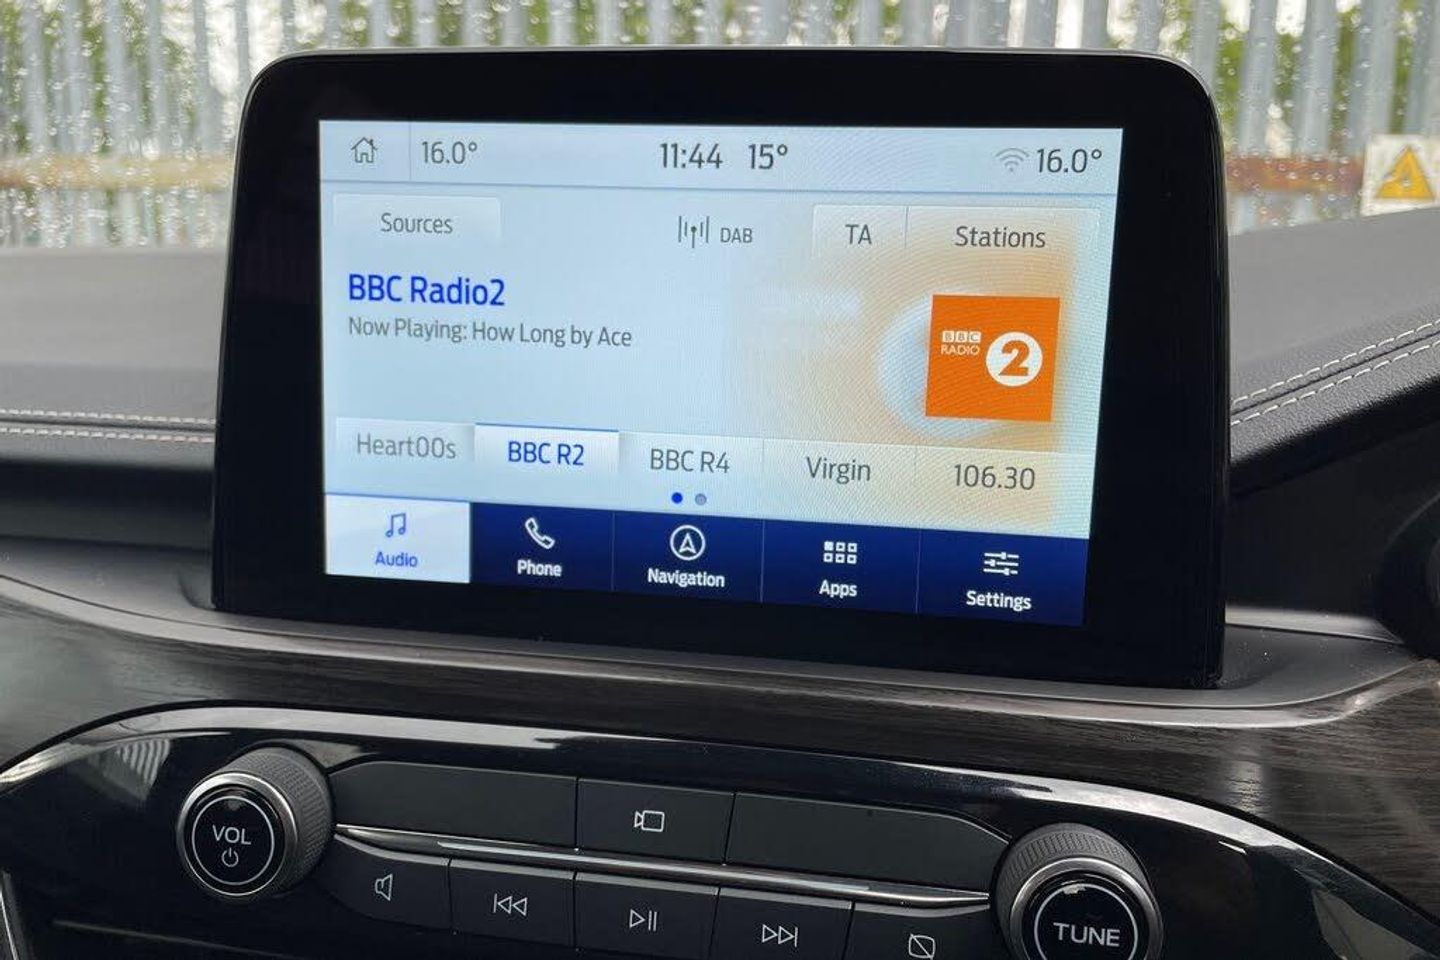 16.0° 11:44 15° 16.0°
Sources DAB TA Stations
BBC Radio2
Now Playing: How Long by Ace
BBC
RADIO 2
Heart00s BBC R2 BBC R4 Virgin 106.30
Audio Phone Navigation Apps Settings
VOL
TUNE